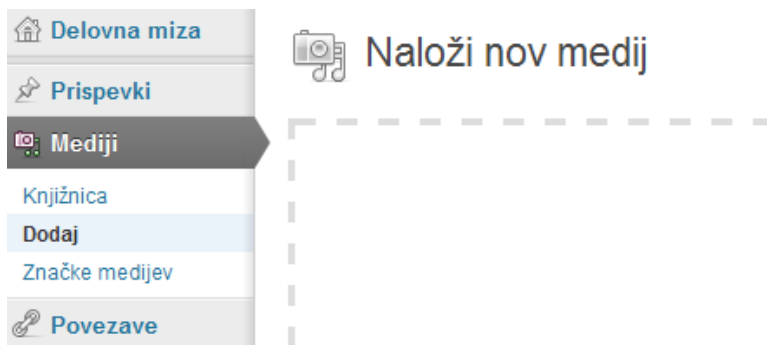 Delovna miza
Prispevki
Mediji
Knjižnica
Dodaj
Značke medijev
Povezave
Naloži nov medij